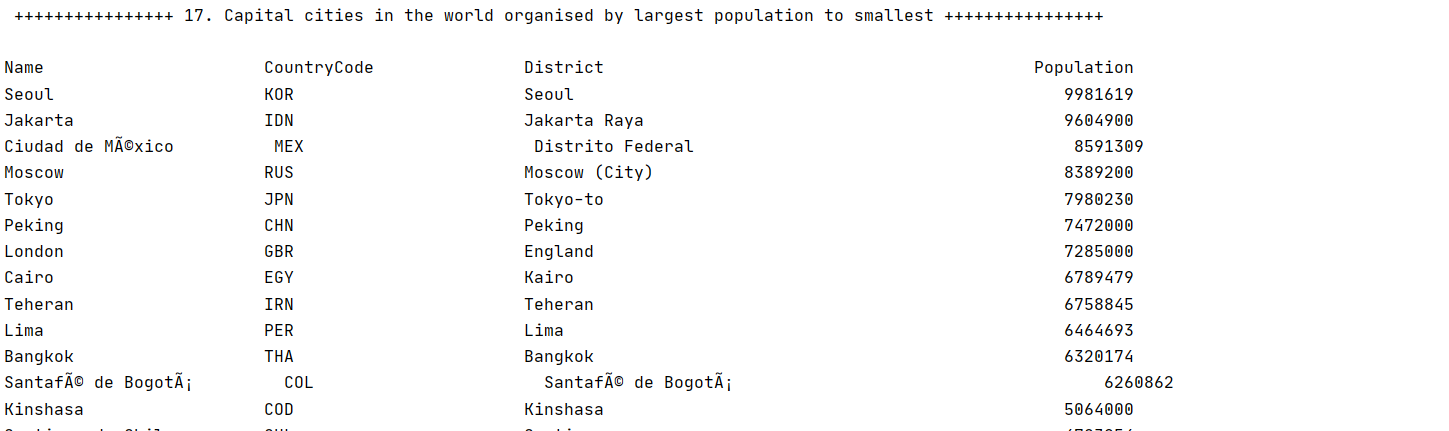 ++++++++++++++++ 17. Capital cities in the world organised by largest population to smallest ++++++++++++++++
Name CountryCode District Population
Seoul KOR Seoul 9981619
Jakarta IDN Jakarta Raya 9604900
Ciudad de MÃ©xico MEX Distrito Federal 8591309
Moscow RUS Moscow (City) 8389200
Tokyo JPN Tokyo-to 7980230
Peking CHN Peking 7472000
London GBR England 7285000
Cairo EGY Kairo 6789479
Teheran IRN Teheran 6758845
Lima PER Lima 6464693
Bangkok THA Bangkok 6320174
SantafÃ© de BogotÃ¡ COL SantafÃ© de BogotÃ¡ 6260862
Kinshasa COD Kinshasa 5064000